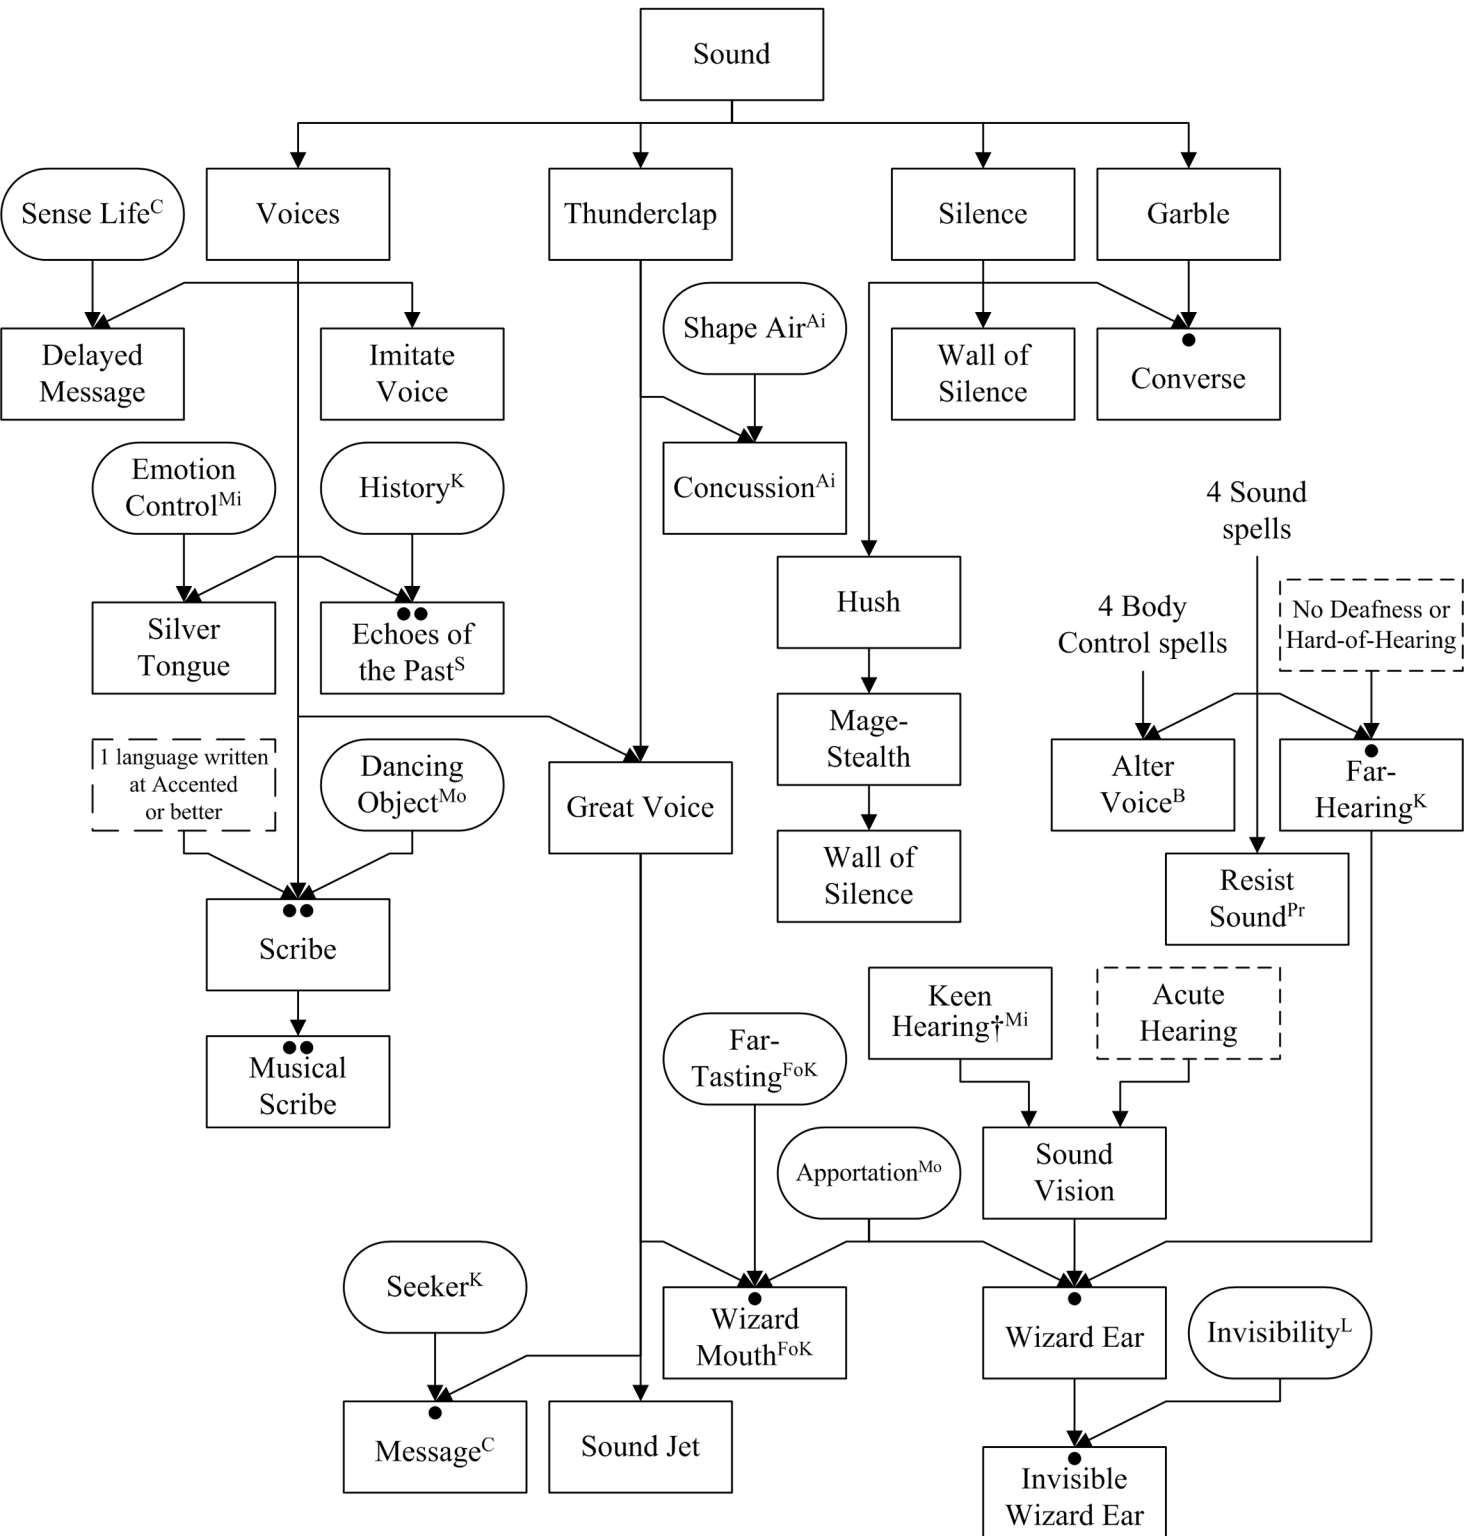 Sound
Sense Life^C
Voices
Thunderclap
Silence
Garble
Shape Air^Ai
Delayed
Message
Imitate
Voice
Wall of
Silence
Converse
Emotion
Control^Mi
History^K
Concussion^Ai
4 Sound
spells
Hush
4 Body
Control spells
No Deafness or
Hard-of-Hearing
Silver
Tongue
Echoes of
the Past^S
Mage-
Stealth
1 language written
at Accented
or better
Dancing
Object^Mo
Great Voice
Alter
Voice^B
Far-
Hearing^K
Wall of
Silence
Resist
Sound^Pr
Scribe
Keen
Hearing†^Mi
Acute
Hearing
Musical
Scribe
Far-
Tasting^FoK
Apportation^Mo
Sound
Vision
Seeker^K
Wizard
Mouth^FoK
Wizard Ear
Invisibility^L
Message^C
Sound Jet
Invisible
Wizard Ear